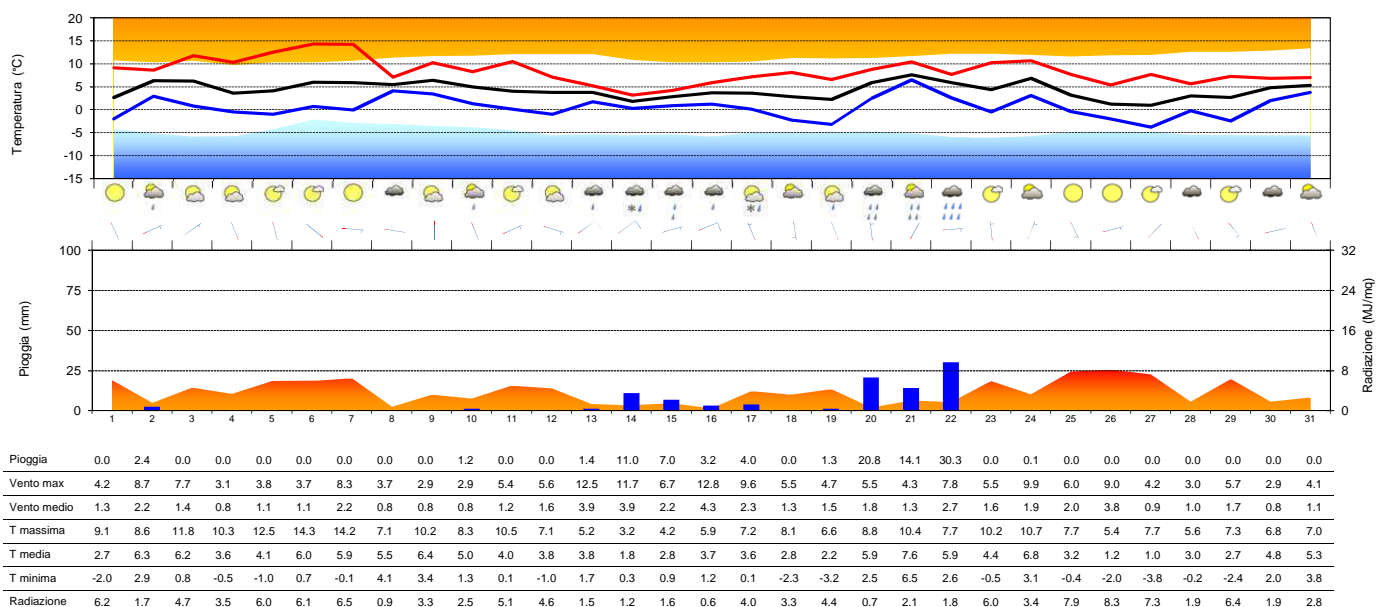 Temperatura (°C)
20
15
10
5
0
-5
-10
-15
Pioggia (mm)
100
75
50
25
0
Radiazione (MJ/mq)
32
24
16
8
0
1 2 3 4 5 6 7 8 9 10 11 12 13 14 15 16 17 18 19 20 21 22 23 24 25 26 27 28 29 30 31
Pioggia 0.0 2.4 0.0 0.0 0.0 0.0 0.0 0.0 0.0 1.2 0.0 0.0 1.4 11.0 7.0 3.2 4.0 0.0 1.3 20.8 14.1 30.3 0.0 0.1 0.0 0.0 0.0 0.0 0.0 0.0 0.0
Vento max 4.2 8.7 7.7 3.1 3.8 3.7 8.3 3.7 2.9 2.9 5.4 5.6 12.5 11.7 6.7 12.8 9.6 5.5 4.7 5.5 4.3 7.8 5.5 9.9 6.0 9.0 4.2 3.0 5.7 2.9 4.1
Vento medio 1.3 2.2 1.4 0.8 1.1 1.1 2.2 0.8 0.8 0.8 1.2 1.6 3.9 3.9 2.2 4.3 2.3 1.3 1.5 1.8 1.3 2.7 1.6 1.9 2.0 3.8 0.9 1.0 1.7 0.8 1.1
T massima 9.1 8.6 11.8 10.3 12.5 14.3 14.2 7.1 10.2 8.3 10.5 7.1 5.2 3.2 4.2 5.9 7.2 8.1 6.6 8.8 10.4 7.7 10.2 10.7 7.7 5.4 7.7 5.6 7.3 6.8 7.0
T media 2.7 6.3 6.2 3.6 4.1 6.0 5.9 5.5 6.4 5.0 4.0 3.8 3.8 1.8 2.8 3.7 3.6 2.8 2.2 5.9 7.6 5.9 4.4 6.8 3.2 1.2 1.0 3.0 2.7 4.8 5.3
T minima -2.0 2.9 0.8 -0.5 -1.0 0.7 -0.1 4.1 3.4 1.3 0.1 -1.0 1.7 0.3 0.9 1.2 0.1 -2.3 -3.2 2.5 6.5 2.6 -0.5 3.1 -0.4 -2.0 -3.8 -0.2 -2.4 2.0 3.8
Radiazione 6.2 1.7 4.7 3.5 6.0 6.1 6.5 0.9 3.3 2.5 5.1 4.6 1.5 1.2 1.6 0.6 4.0 3.3 4.4 0.7 2.1 1.8 6.0 3.4 7.9 8.3 7.3 1.9 6.4 1.9 2.8